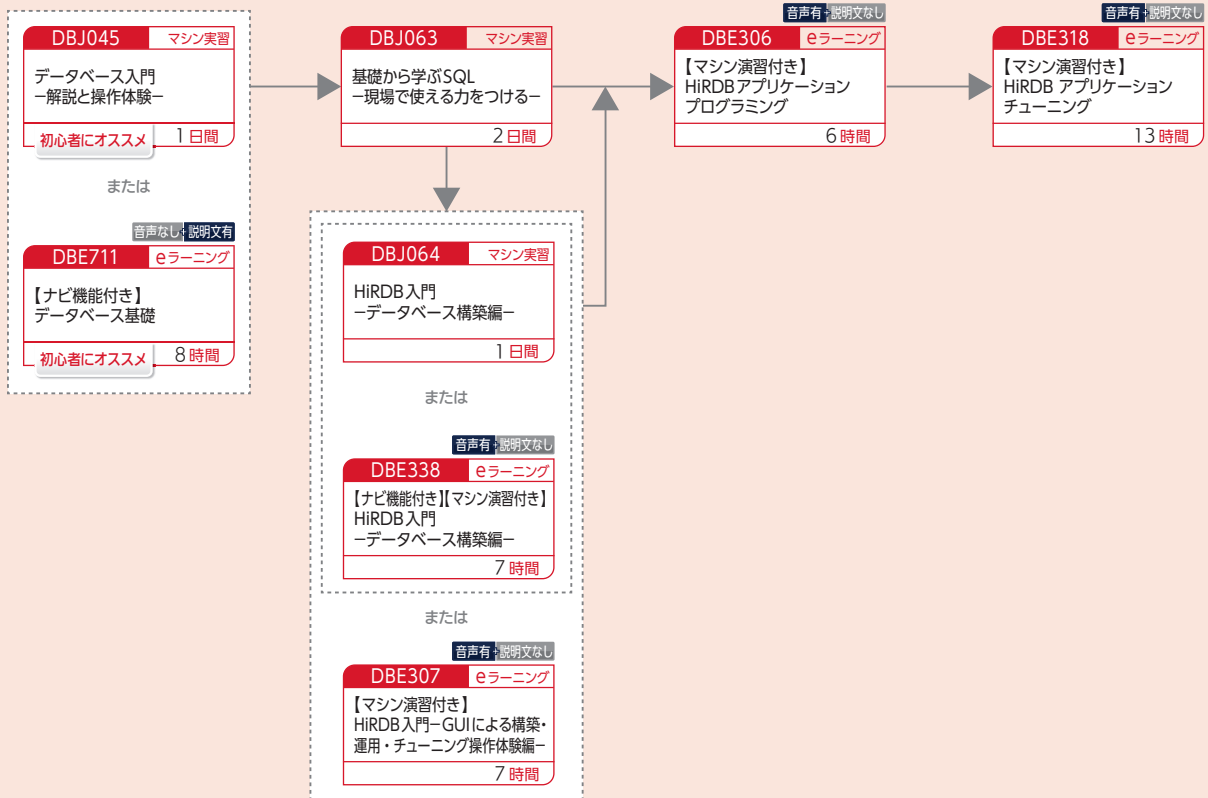 DBJ045 マシン実習
データベース入門
−解説と操作体験−
初心者にオススメ 1日間
または
音声なし+説明文有
DBE711 eラーニング
【ナビ機能付き】
データベース基礎
初心者にオススメ 8時間
DBJ063 マシン実習
基礎から学ぶSQL
−現場で使える力をつける−
2日間
DBJ064 マシン実習
HiRDB入門
−データベース構築編−
1日間
または
音声有+説明文なし
DBE338 eラーニング
【ナビ機能付き】【マシン演習付き】
HiRDB入門
−データベース構築編−
7時間
または
音声有+説明文なし
DBE307 eラーニング
【マシン演習付き】
HiRDB入門−GUIによる構築・
運用・チューニング操作体験編−
7時間
音声有+説明文なし
DBE306 eラーニング
【マシン演習付き】
HiRDBアプリケーション
プログラミング
6時間
音声有+説明文なし
DBE318 eラーニング
【マシン演習付き】
HiRDB アプリケーション
チューニング
13時間